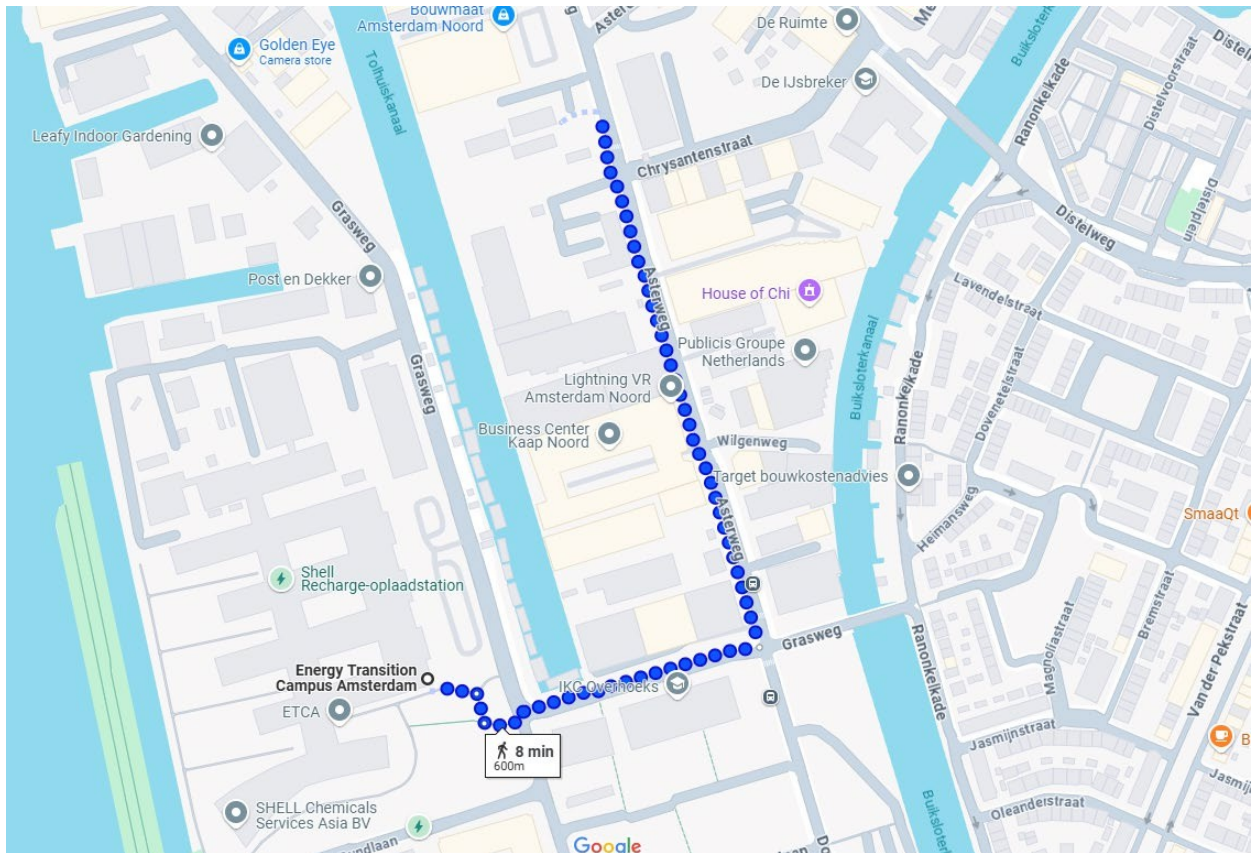 Bouwmaat
Amsterdam Noord
Golden Eye
Camera store
De Ruimte
De IJsbreker
Leafy Indoor Gardening
Tolhuiskanaal
Chrysantenstraat
Ranonkelkade
Buiksloterkanaal
Distelvoorstraat
Distelplein
Distelweg
Grasweg
Post en Dekker
Asterweg
House of Chi
Lavendelstraat
Publicis Groupe
Netherlands
Grasweg
Lightning VR
Amsterdam Noord
Buiksloterkanaal
Ranonkelkade
Dovenetelstraat
Business Center
Kaap Noord
Wilgenweg
Target bouwkostenadvies
Asterweg
Heimansweg
SmaaQt
Shell
Recharge-oplaadstation
Grasweg
Ranonkelkade
Magnoliastraat
Bremstraat
Van der Pekstraat
Energy Transition
Campus Amsterdam
IKC Overhoeks
ETCA
8 min
600m
Jasmijnstraat
SHELL Chemicals
Services Asia BV
Oleanderstraat
Google